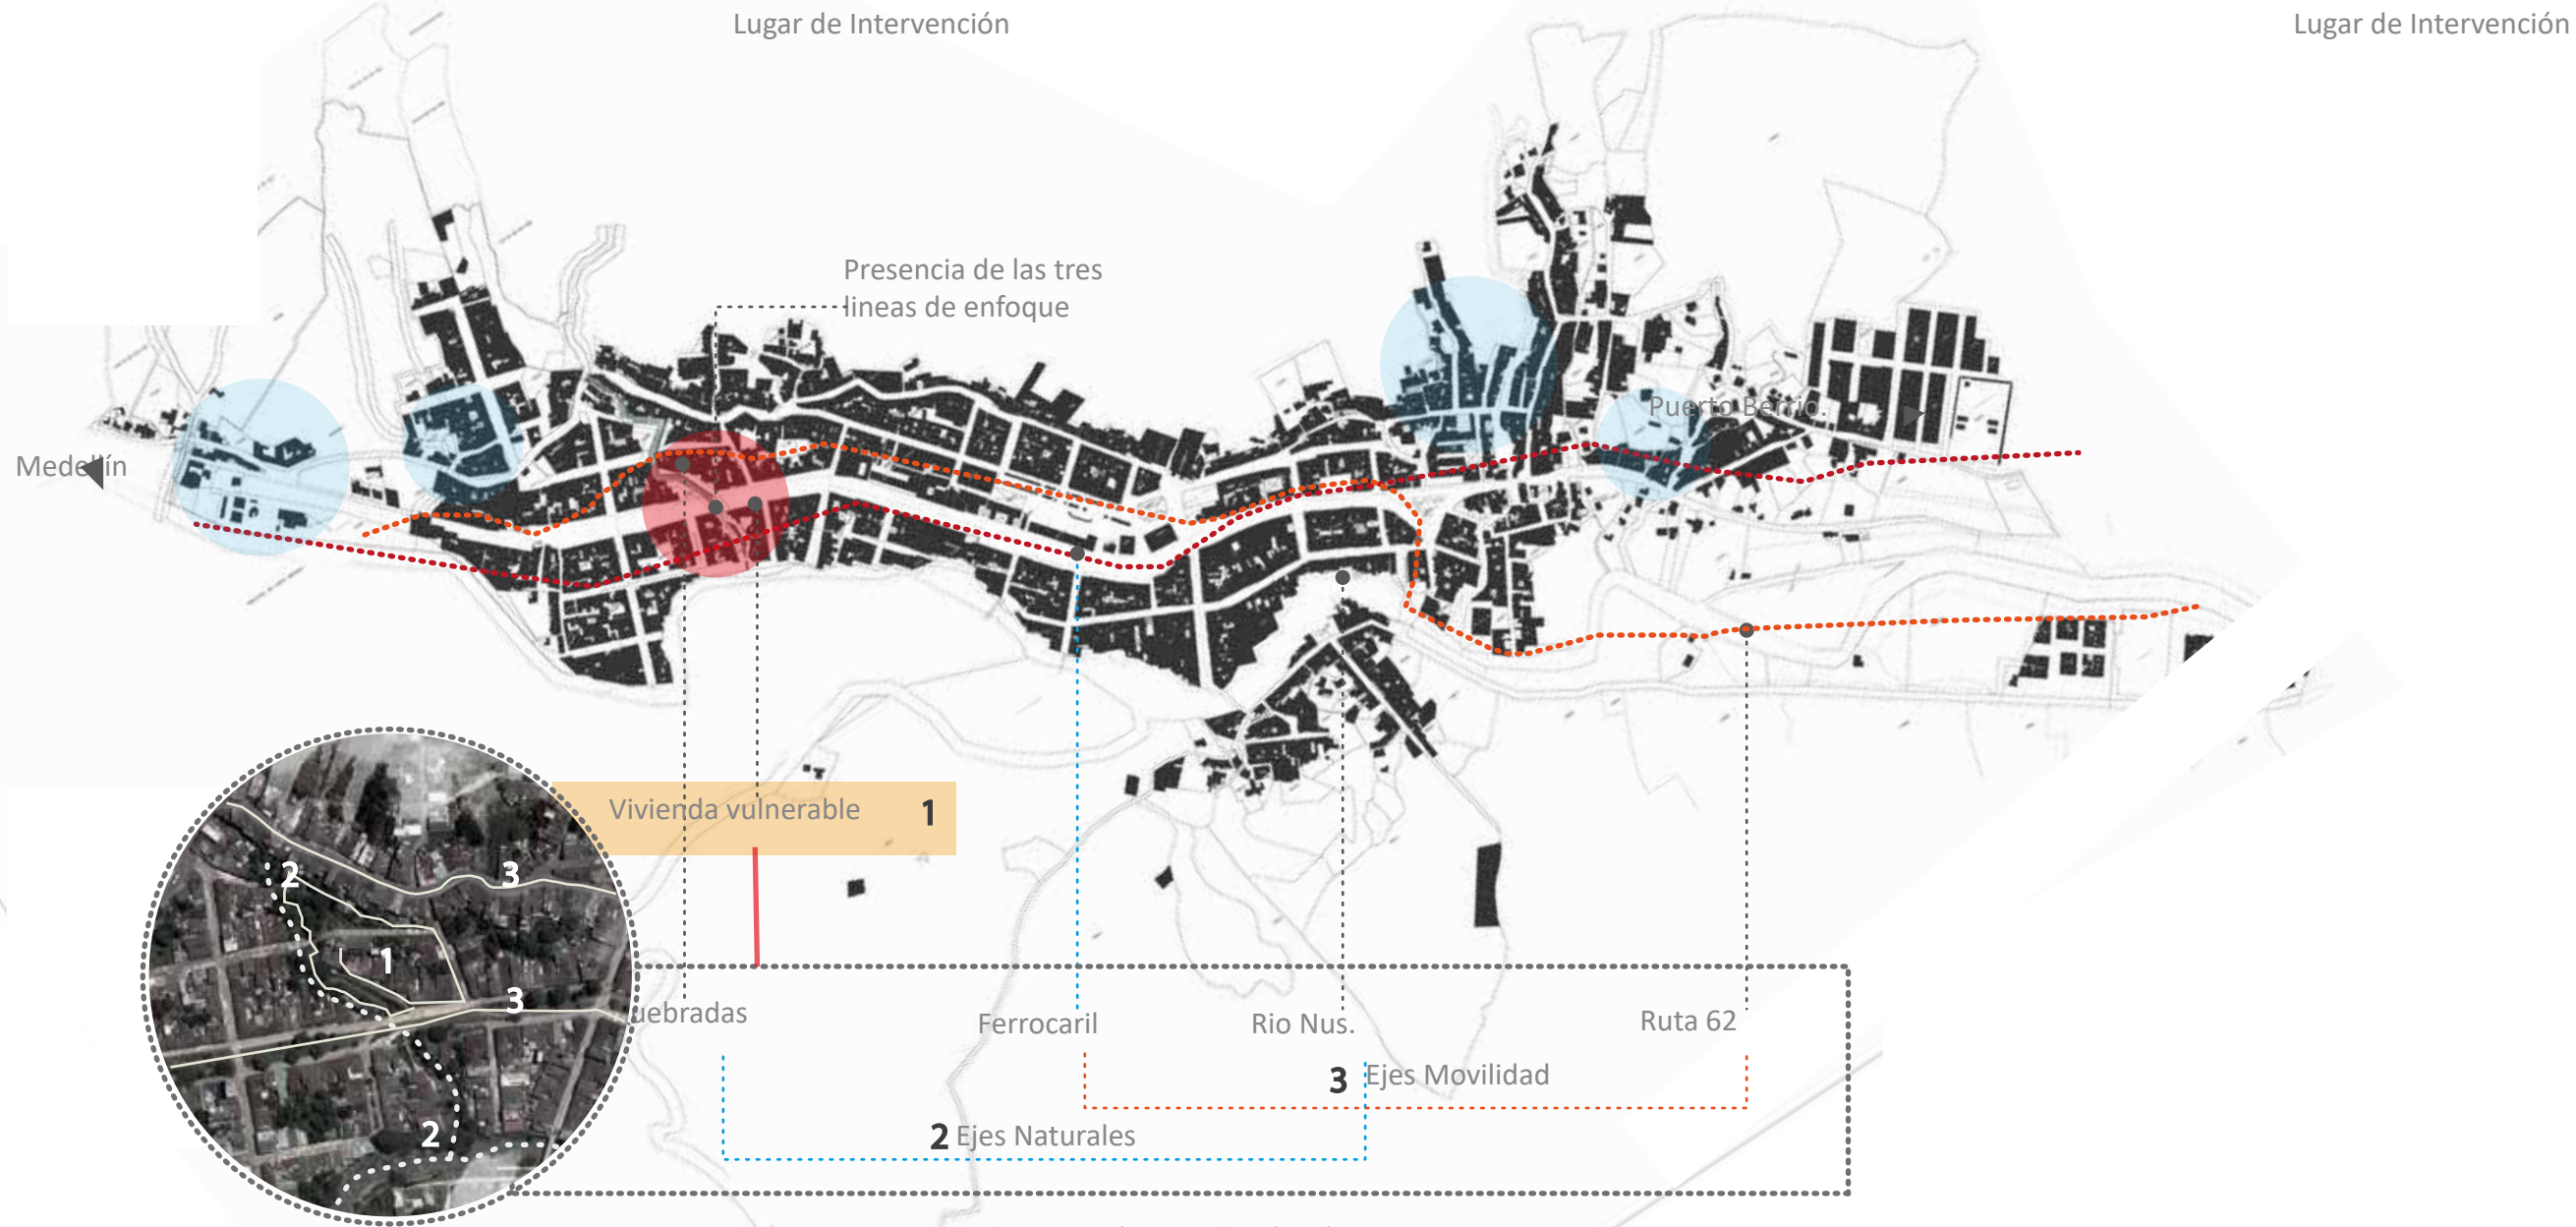 Lugar de Intervención
Lugar de Intervención
Presencia de las tres
lineas de enfoque
Puerto Berrio.
Medellín
Vivienda vulnerable 1
2
3
1
3
2
uebradas
Ferrocaril
Rio Nus.
Ruta 62
3 Ejes Movilidad
2 Ejes Naturales